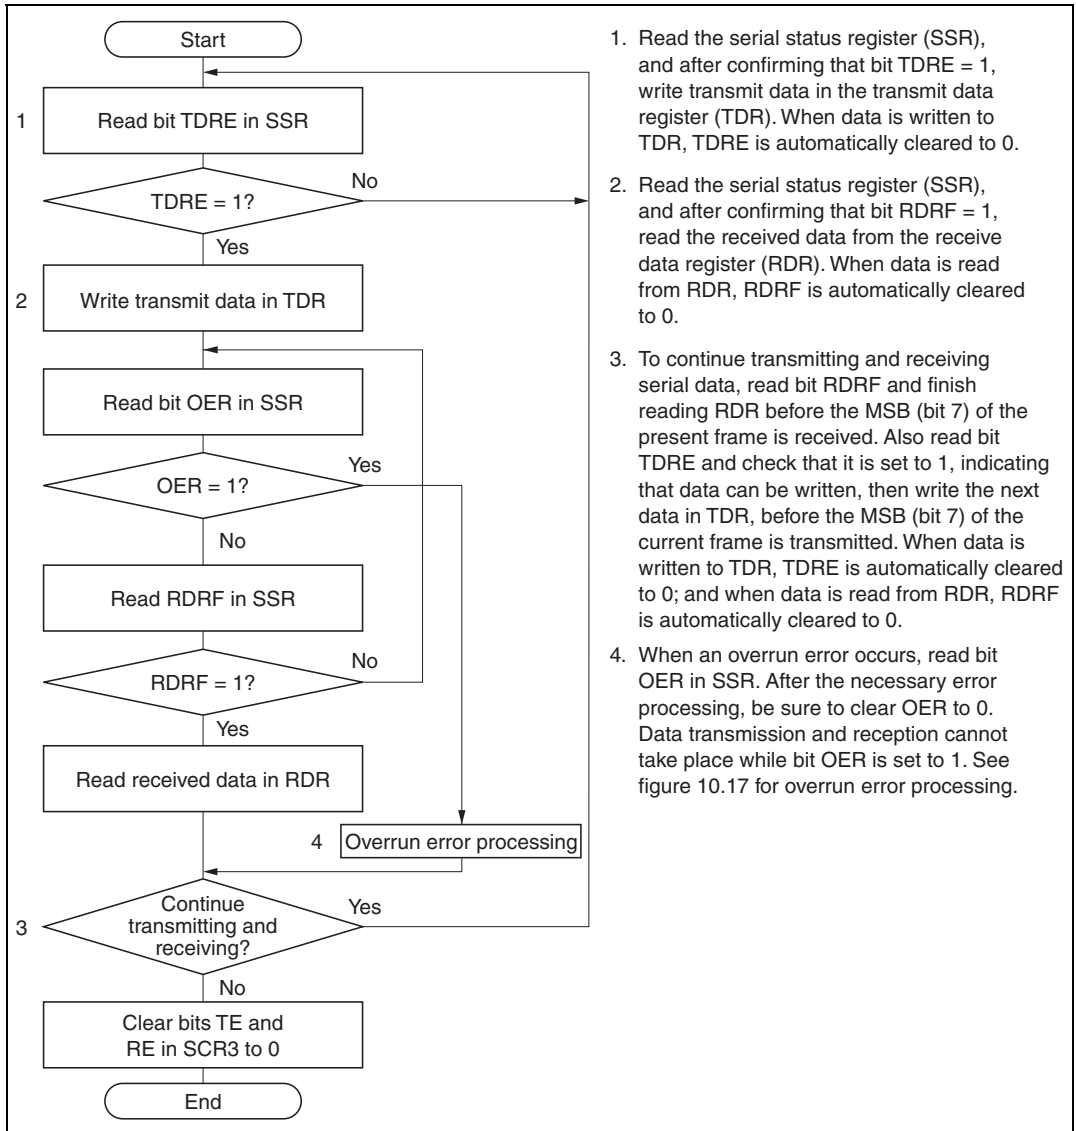 Start
1
Read bit TDRE in SSR
TDRE = 1?
No
Yes
2
Write transmit data in TDR
Read bit OER in SSR
OER = 1?
Yes
No
Read RDRF in SSR
RDRF = 1?
No
Yes
Read received data in RDR
4
Overrun error processing
3
Continue
transmitting and
receiving?
Yes
No
Clear bits TE and
RE in SCR3 to 0
End
1. Read the serial status register (SSR),
and after confirming that bit TDRE = 1,
write transmit data in the transmit data
register (TDR). When data is written to
TDR, TDRE is automatically cleared to 0.
2. Read the serial status register (SSR),
and after confirming that bit RDRF = 1,
read the received data from the receive
data register (RDR). When data is read
from RDR, RDRF is automatically cleared
to 0.
3. To continue transmitting and receiving
serial data, read bit RDRF and finish
reading RDR before the MSB (bit 7) of the
present frame is received. Also read bit
TDRE and check that it is set to 1, indicating
that data can be written, then write the next
data in TDR, before the MSB (bit 7) of the
current frame is transmitted. When data is
written to TDR, TDRE is automatically cleared
to 0; and when data is read from RDR, RDRF
is automatically cleared to 0.
4. When an overrun error occurs, read bit
OER in SSR. After the necessary error
processing, be sure to clear OER to 0.
Data transmission and reception cannot
take place while bit OER is set to 1. See
figure 10.17 for overrun error processing.